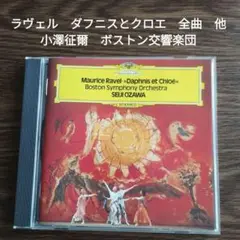 ラヴェル　ダフニスとクロエ　全曲　他
小澤征爾　ボストン交響楽団
Maurice Ravel »Daphnis et Chloé«
Boston Symphony Orchestra
SEIJI OZAWA